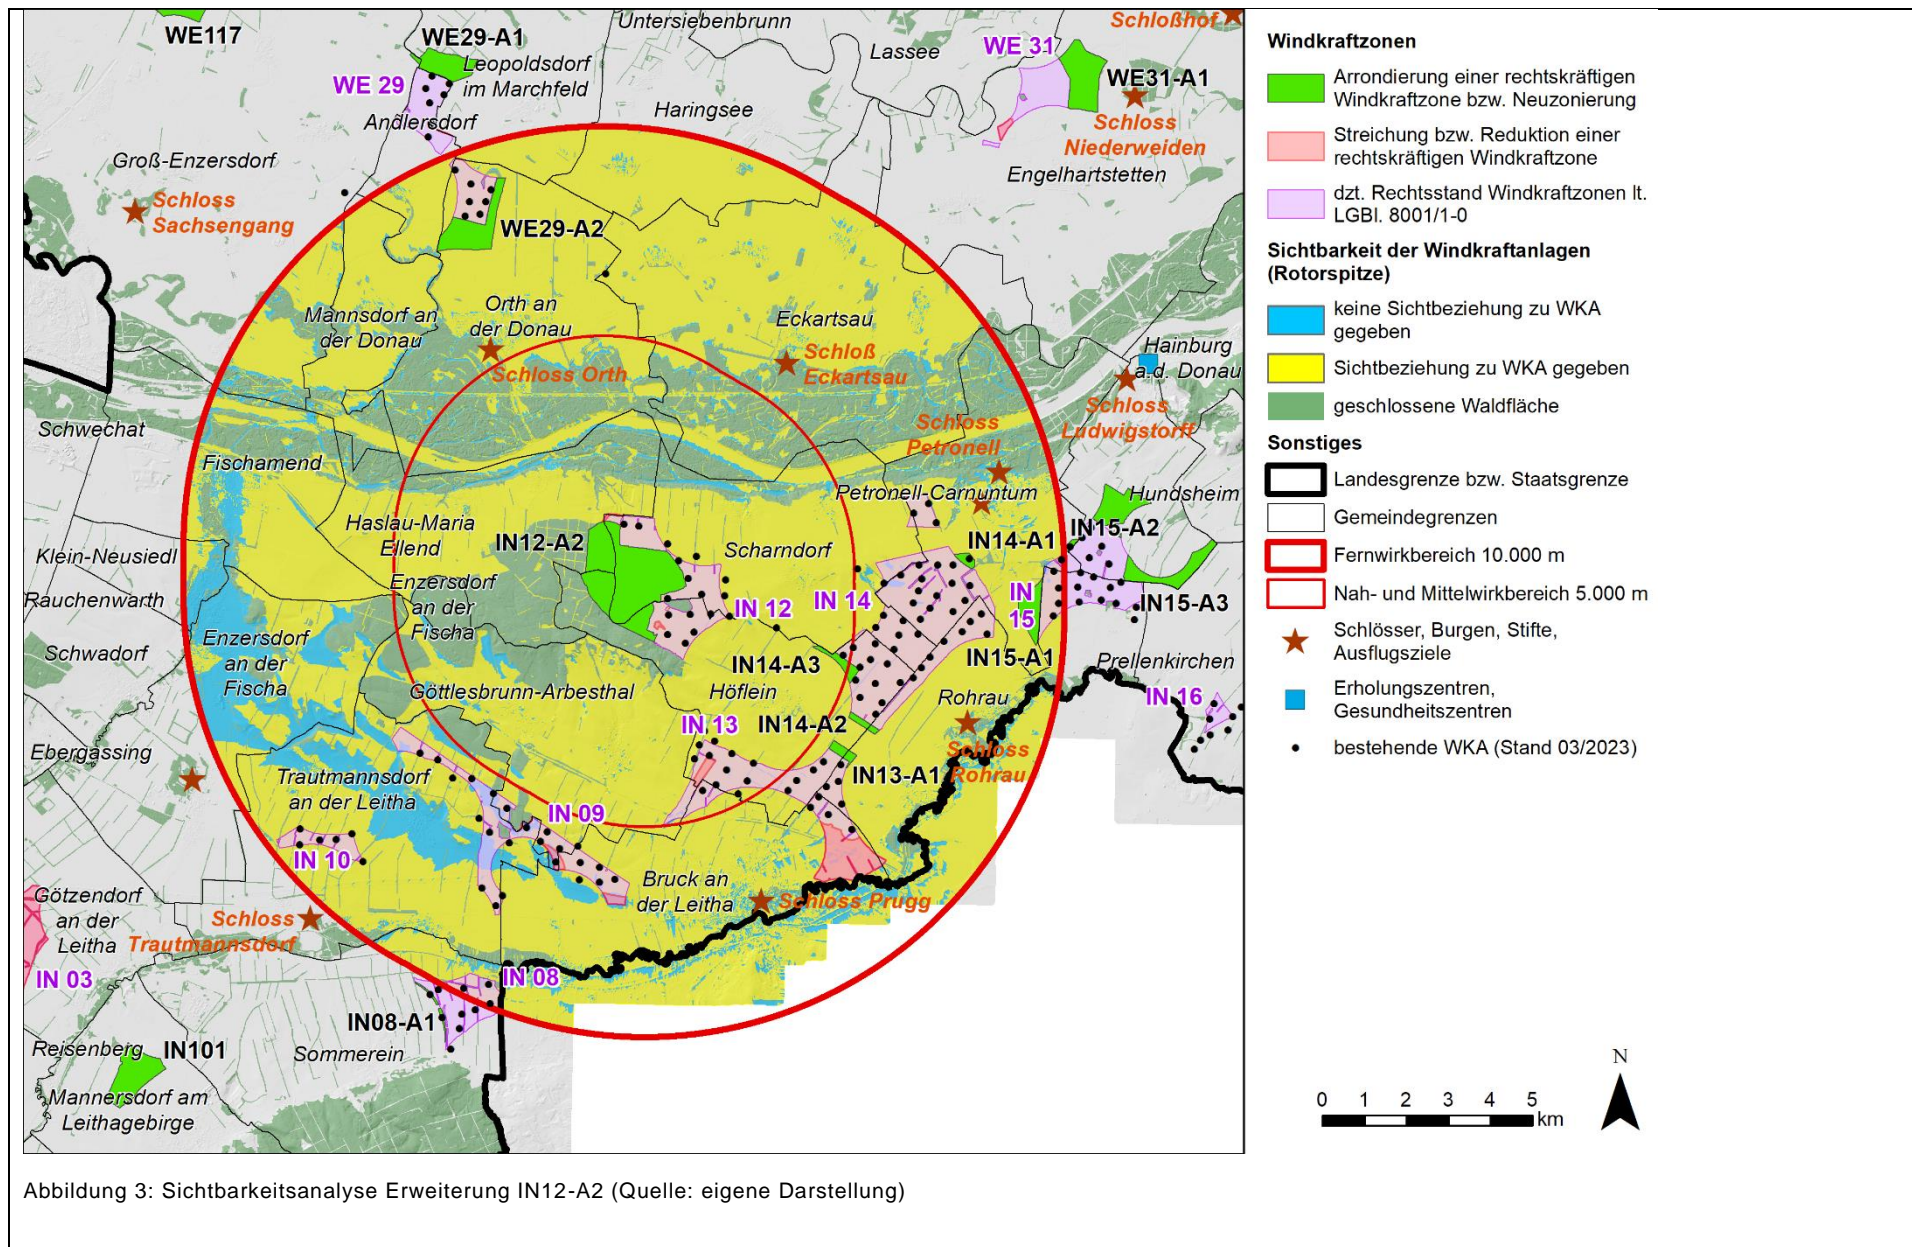 WE117
WE29-A1
Leopoldsdorf
im Marchfeld
WE 29
Andlersdorf
Untersiebenbrunn
Lassee
WE 31
WE31-A1
Schloßhof
Schloss
Niederweiden
Engelhartstetten
Haringsee
Groß-Enzersdorf
Schloss
Sachsengang
WE29-A2
Mannsdorf an
der Donau
Orth an
der Donau
Schloss Orth
Eckartsau
Schloß
Eckartsau
Hainburg
a.d. Donau
Schloss
Ludwigstorff
Schloss
Petronell
Petronell-Carnuntum
Hundsheim
Schwechat
Fischamend
Haslau-Maria
Ellend
IN12-A2
Scharndorf
IN14-A1
IN15-A2
Klein-Neusiedl
Rauchenwarth
Enzersdorf
an der
Fischa
IN 12
IN 14
IN
15
IN15-A3
Schwadorf
Enzersdorf
an der
Fischa
IN14-A3
IN15-A1
Prellenkirchen
Göttlesbrunn-Arbesthal
Höflein
Rohrau
IN 16
IN 13
IN14-A2
Schloss
Rohrau
Ebergassing
Trautmannsdorf
an der Leitha
IN13-A1
IN 09
IN 10
Götzendorf
an der
Leitha
Bruck an
der Leitha
Schloss Prugg
Schloss
Trautmannsdorf
IN 03
IN 08
IN08-A1
Reisenberg
IN101
Sommerein
Mannersdorf am
Leithagebirge
Windkraftzonen
Arrondierung einer rechtskräftigen
Windkraftzone bzw. Neuzonierung
Streichung bzw. Reduktion einer
rechtskräftigen Windkraftzone
dzt. Rechtsstand Windkraftzonen lt.
LGBl. 8001/1-0
Sichtbarkeit der Windkraftanlagen
(Rotorspitze)
keine Sichtbeziehung zu WKA
gegeben
Sichtbeziehung zu WKA gegeben
geschlossene Waldfläche
Sonstiges
Landesgrenze bzw. Staatsgrenze
Gemeindegrenzen
Fernwirkbereich 10.000 m
Nah- und Mittelwirkbereich 5.000 m
Schlösser, Burgen, Stifte,
Ausflugsziele
Erholungszentren,
Gesundheitszentren
bestehende WKA (Stand 03/2023)
N
0 1 2 3 4 5
km
Abbildung 3: Sichtbarkeitsanalyse Erweiterung IN12-A2 (Quelle: eigene Darstellung)